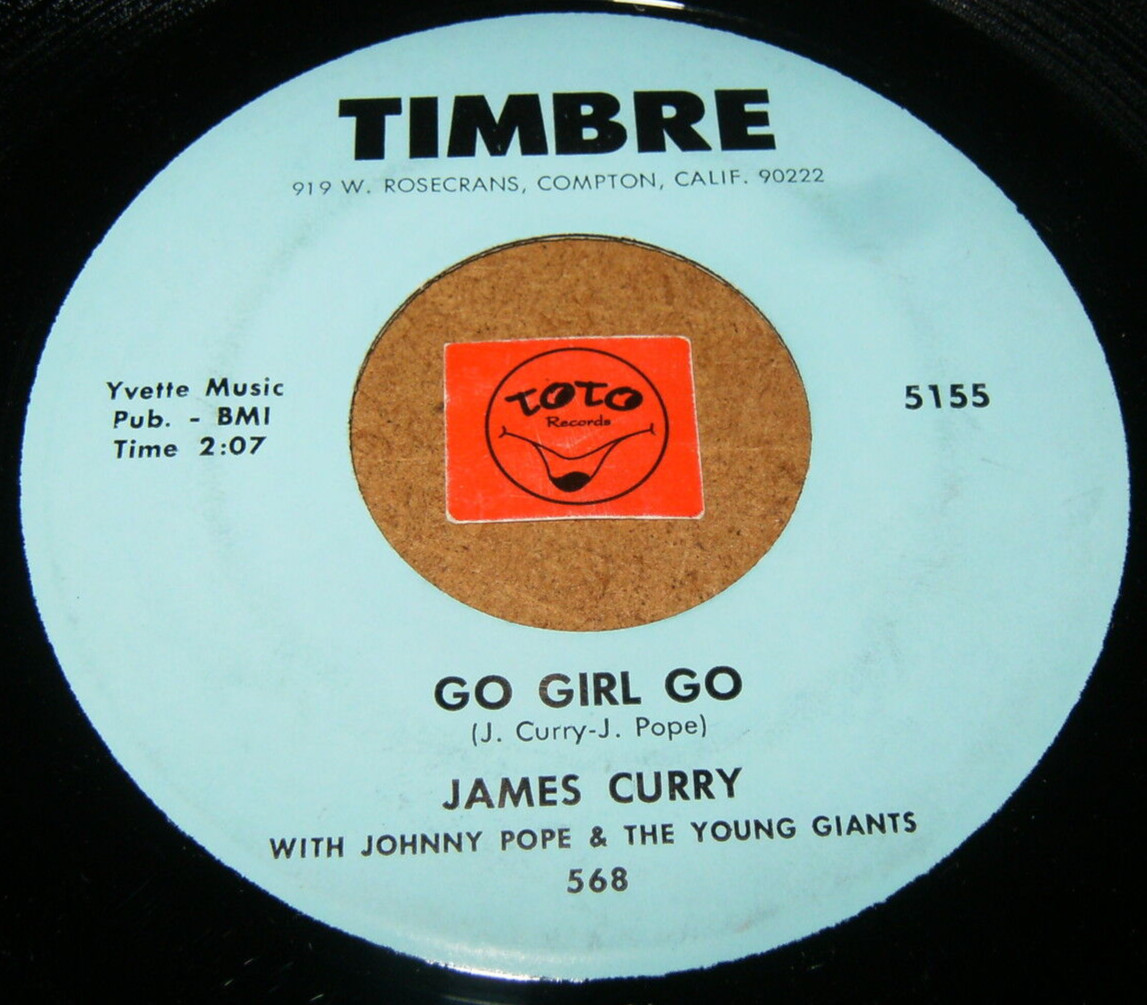 TIMBRE
919 W. ROSECRANS, COMPTON, CALIF. 90222
Yvette Music
Pub. - BMI
Time 2:07
5155
TOTO
Records
GO GIRL GO
(J. Curry-J. Pope)
JAMES CURRY
WITH JOHNNY POPE & THE YOUNG GIANTS
568